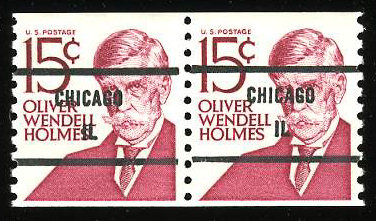 U.S. POSTAGE
15¢
CHICAGO
OLIVER
WENDELL
IL
HOLMES
U.S. POSTAGE
15¢
CHICAGO
OLIVER
WENDELL
IL
HOLMES